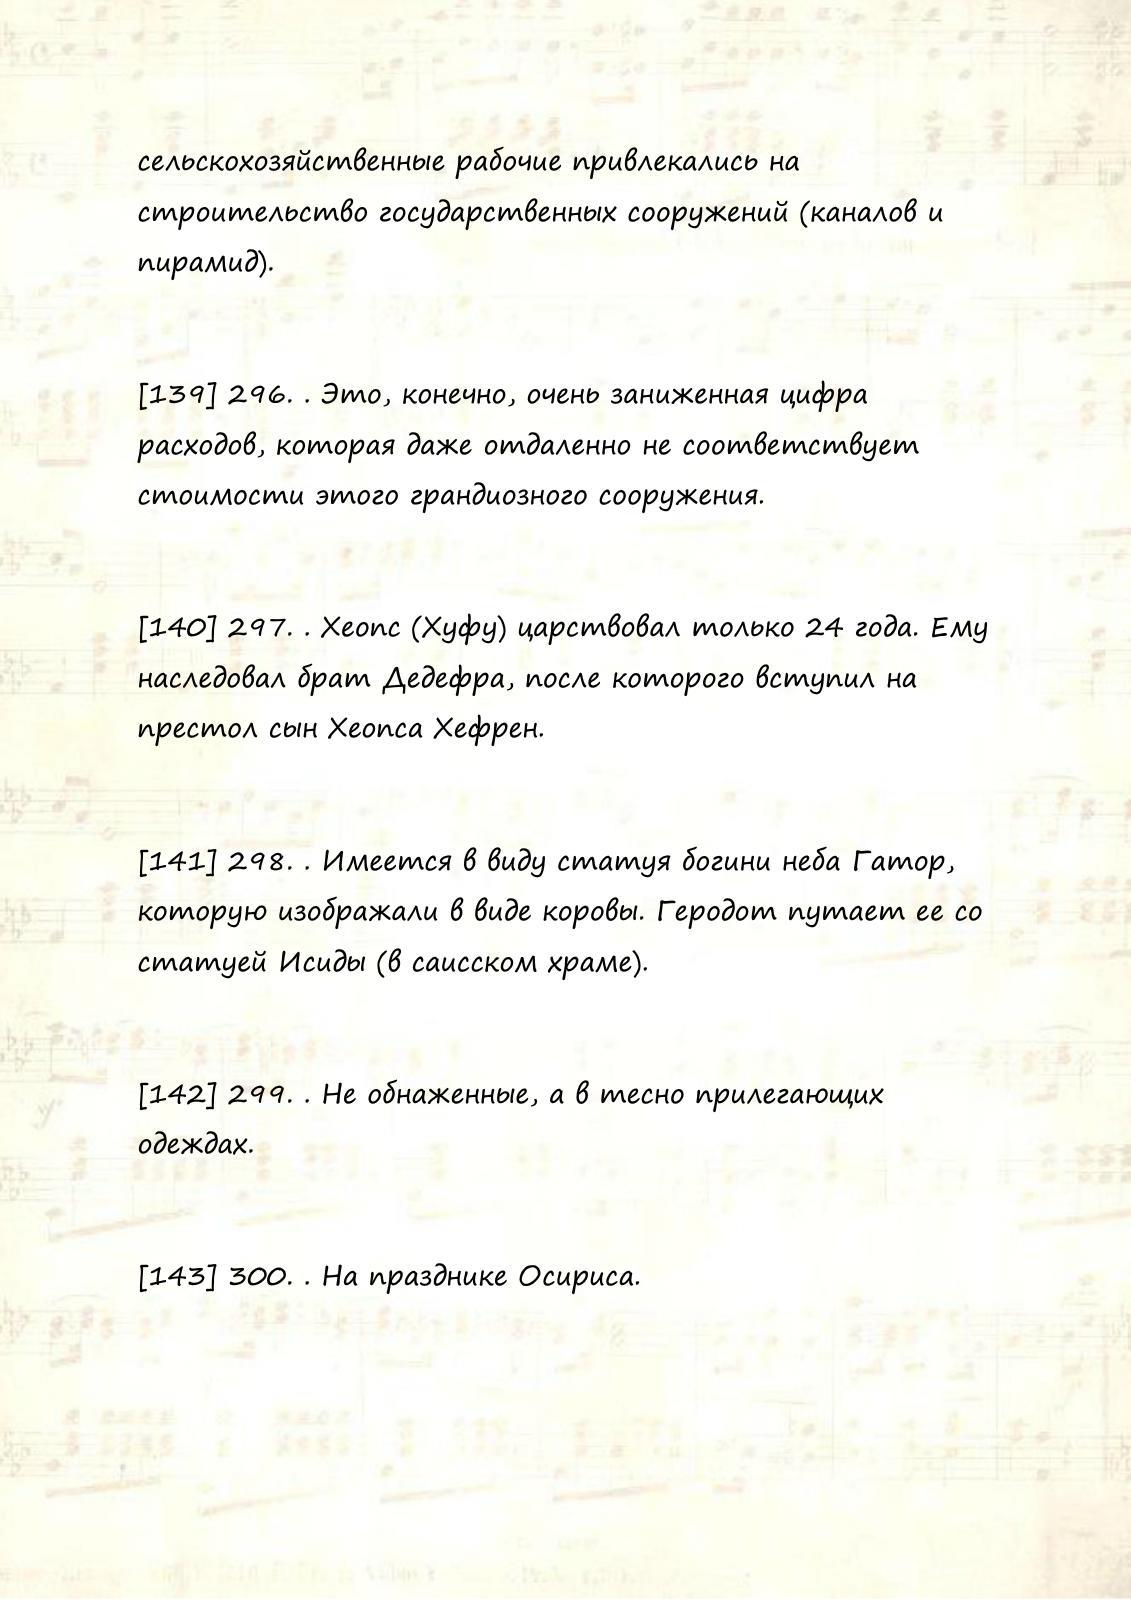 сельскохозяйственные рабочие привлекались на
строительство государственных сооружений (каналов и
пирамид).
[139] 296. . Это, конечно, очень заниженная цифра
расходов, которая даже отдаленно не соответствует
стоимости этого грандиозного сооружения.
[140] 297. . Хеопс (Хуфу) царствовал только 24 года. Ему
наследовал брат Дедефра, после которого вступил на
престол сын Хеопса Хефрен.
[141] 298. . Имеется в виду статуя богини неба Гатор,
которую изображали в виде коровы. Геродот путает ее со
статуей Исиды (в саисском храме).
[142] 299. . Не обнаженные, а в тесно прилегающих
одеждах.
[143] 300. . На празднике Осириса.